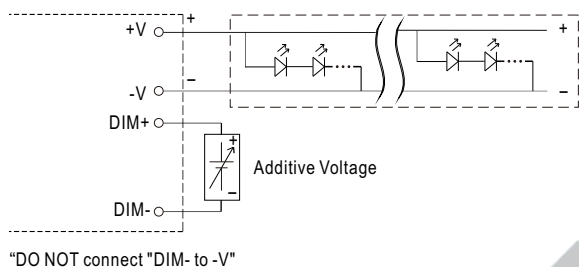 +V
+
+
-V
−
−
DIM+
+
Additive Voltage
−
DIM-
“DO NOT connect "DIM- to -V"